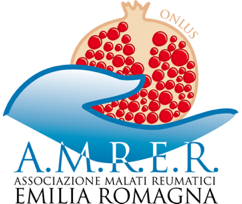 ONLUS
A.M.R.E.R.
ASSOCIAZIONE MALATI REUMATICI
EMILIA ROMAGNA